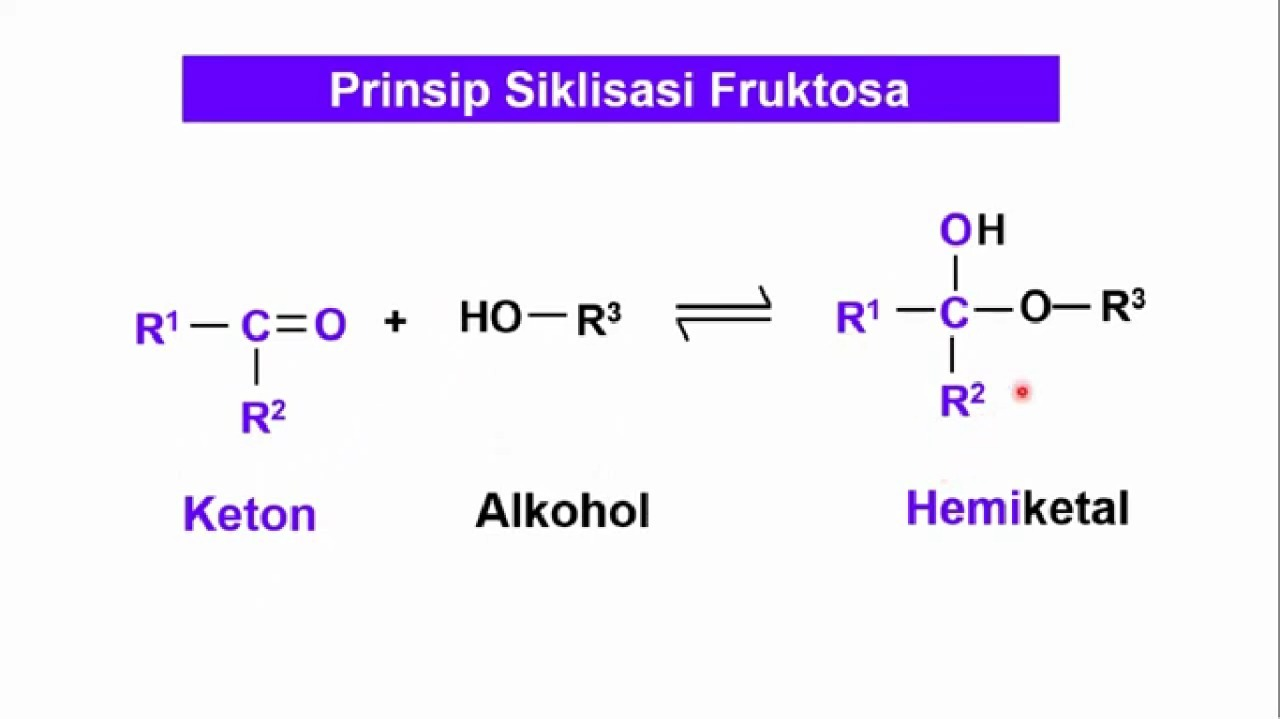 Prinsip Siklisasi Fruktosa
OH
R¹ — C = O + HO — R³ ⇌ R¹ — C — O — R³
R² R²
Keton Alkohol Hemiketal